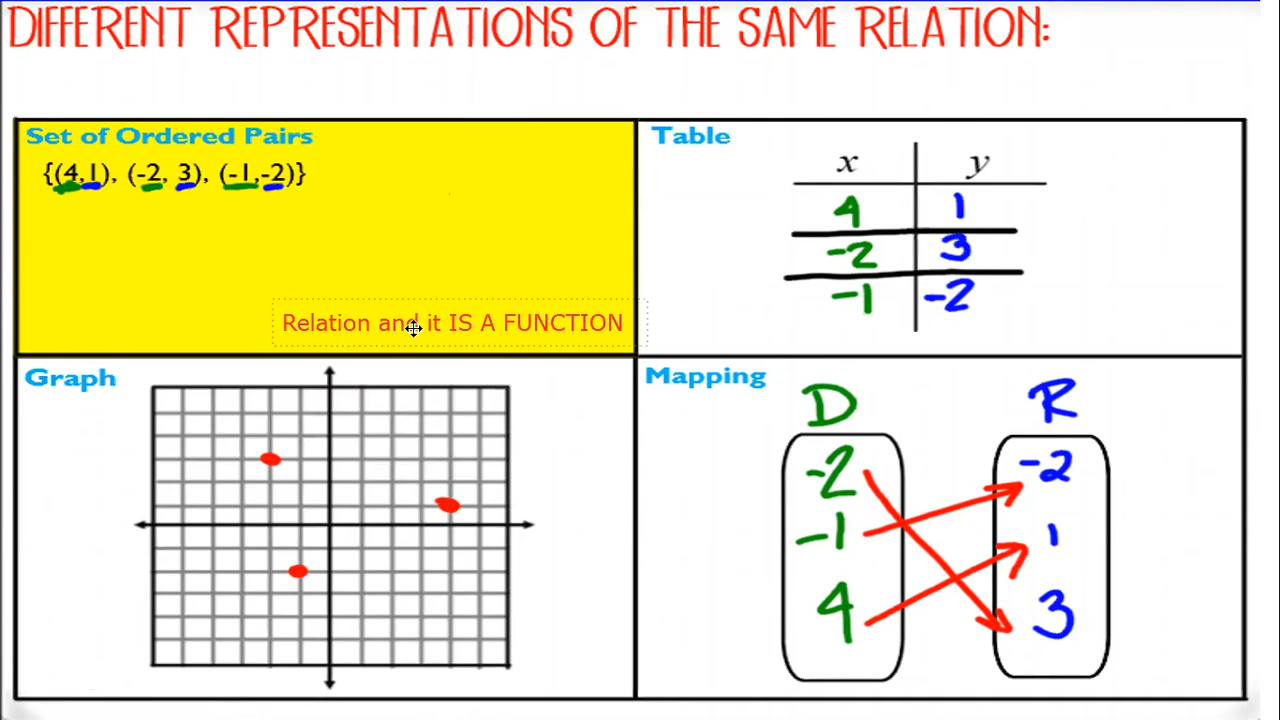 DIFFERENT REPRESENTATIONS OF THE SAME RELATION:
Set of Ordered Pairs
{(4,1), (-2, 3), (-1,-2)}
Relation and it IS A FUNCTION
Table
x y
4 1
-2 3
-1 -2
Graph
Mapping
D R
-2 -2
-1 1
4 3